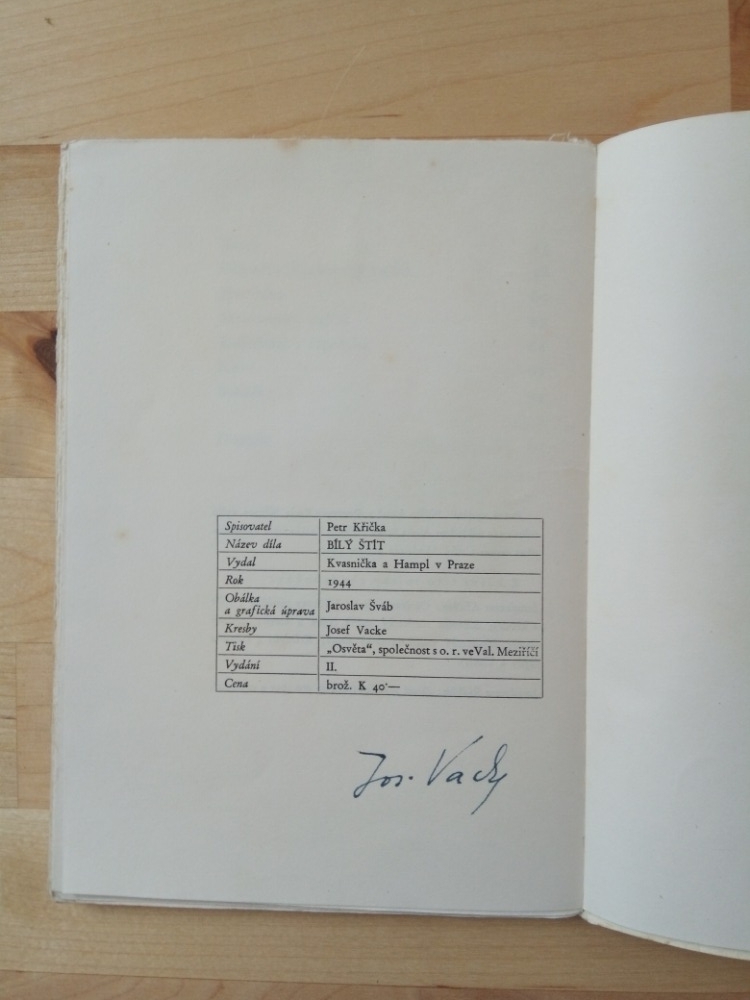 Spisovatel Petr Křička
Název díla BÍLÝ ŠTÍT
Vydal Kvasnička a Hampl v Praze
Rok 1944
Obálka
a grafická úprava Jaroslav Šváb
Kresby Josef Vacke
Tisk „Osvěta“, společnost s o. r. ve Val. Meziříčí
Vydání II.
Cena brož. K 40·—
Jos. Vacke